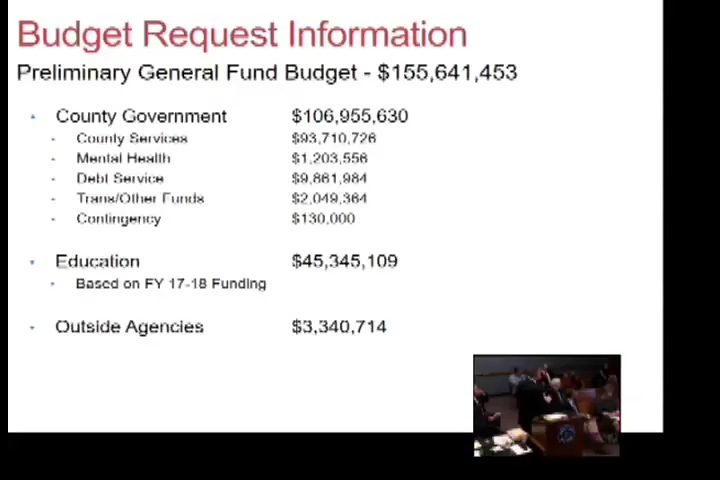 Budget Request Information
Preliminary General Fund Budget - $155,641,453
County Government $106,955,630
County Services $93,710,726
Mental Health $1,203,556
Debt Service $9,861,984
Trans/Other Funds $2,049,364
Contingency $130,000
Education $45,345,109
Based on FY 17-18 Funding
Outside Agencies $3,340,714